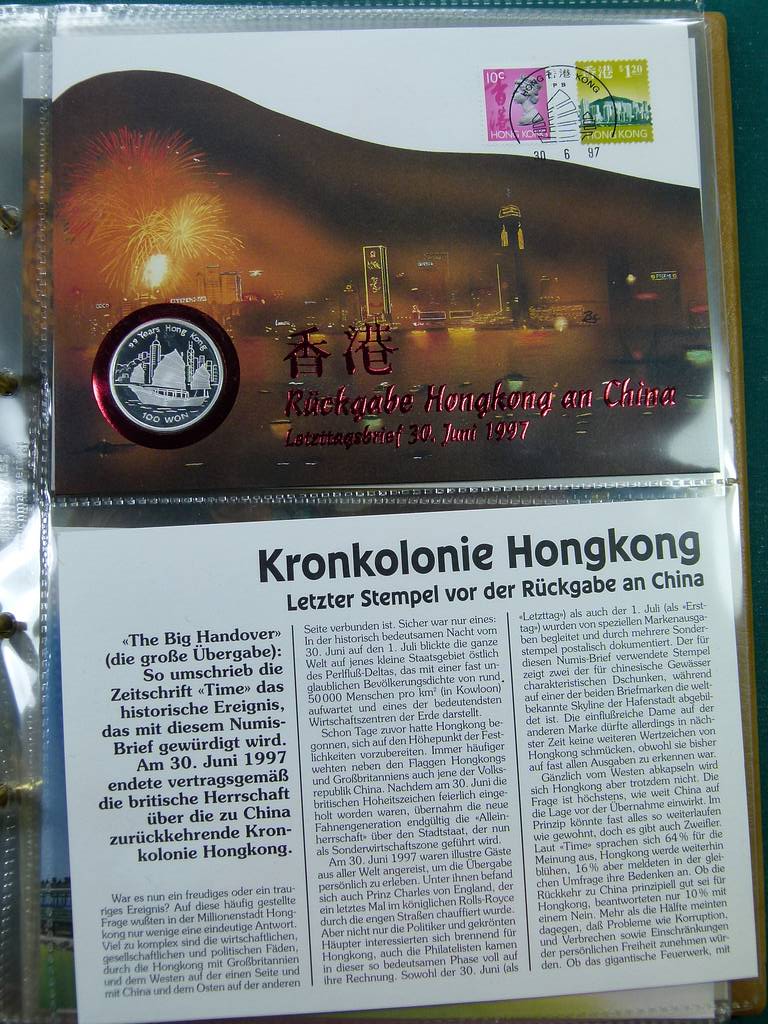 10c
香港
HONG KONG
香港 $1.20
HONG KONG
HONG 香港 KONG
P B
30 6 97
99 Years Hong Kong
100 WON
香港
Rückgabe Hongkong an China
Letzttagsbrief 30. Juni 1997
Kronkolonie Hongkong
Letzter Stempel vor der Rückgabe an China
«The Big Handover»
(die große Übergabe):
So umschrieb die
Zeitschrift «Time» das
historische Ereignis,
das mit diesem Numis-
Brief gewürdigt wird.
Am 30. Juni 1997
endete vertragsgemäß
die britische Herrschaft
über die zu China
zurückkehrende Kron-
kolonie Hongkong.
War es nun ein freudiges oder ein trau-
riges Ereignis? Auf diese häufig gestellte
Frage wußten in der Millionenstadt Hong-
kong nur wenige eine eindeutige Antwort.
Viel zu komplex sind die wirtschaftlichen,
gesellschaftlichen und politischen Fäden,
durch die Hongkong mit Großbritannien
und dem Westen auf der einen Seite und
mit China und dem Osten auf der anderen
Seite verbunden ist. Sicher war nur eines:
In der historisch bedeutsamen Nacht vom
30. Juni auf den 1. Juli blickte die ganze
Welt auf jenes kleine Staatsgebiet östlich
des Perlfluß-Deltas, das mit einer fast un-
glaublichen Bevölkerungsdichte von rund
50 000 Menschen pro km² (in Kowloon)
aufwartet und eines der bedeutendsten
Wirtschaftszentren der Erde darstellt.
Schon Tage zuvor hatte Hongkong be-
gonnen, sich auf den Höhepunkt der Fest-
lichkeiten vorzubereiten. Immer häufiger
wehten neben den Flaggen Hongkongs
und Großbritanniens auch jene der Volks-
republik China. Nachdem am 30. Juni die
britischen Hoheitszeichen feierlich einge-
holt worden waren, übernahm die neue
Fahnengeneration endgültig die «Allein-
herrschaft» über den Stadtstaat, der nun
als Sonderwirtschaftszone geführt wird.
Am 30. Juni 1997 waren illustre Gäste
aus aller Welt angereist, um die Übergabe
persönlich zu erleben. Unter ihnen befand
sich auch Prinz Charles von England, der
ein letztes Mal im königlichen Rolls-Royce
durch die engen Straßen chauffiert wurde.
Aber nicht nur die Politiker und gekrönten
Häupter interessierten sich brennend für
Hongkong, auch die Philatelisten kamen
in dieser so bedeutsamen Phase voll auf
ihre Rechnung. Sowohl der 30. Juni (als
«Letzttag») als auch der 1. Juli (als «Erst-
tag») wurden von speziellen Markenausga-
ben begleitet und durch mehrere Sonder-
stempel postalisch dokumentiert. Der für
diesen Numis-Brief verwendete Stempel
zeigt zwei der für chinesische Gewässer
charakteristischen Dschunken, während
auf einer der beiden Briefmarken die welt-
bekannte Skyline der Hafenstadt abgebil-
det ist. Die einflußreiche Dame auf der
anderen Marke dürfte allerdings in näch-
ster Zeit keine weiteren Wertzeichen von
Hongkong schmücken, obwohl sie bisher
auf fast allen Ausgaben zu erkennen war.
Gänzlich vom Westen abkapseln wird
sich Hongkong aber trotzdem nicht. Die
Frage ist höchstens, wie weit China auf
die Lage vor der Übernahme einwirkt. Im
Prinzip könnte fast alles so weiterlaufen
wie gewohnt, doch es gibt auch Zweifler.
Laut «Time» sprachen sich 64 % für die
Meinung aus, Hongkong werde weiterhin
blühen, 16 % aber meldeten in der glei-
chen Umfrage ihre Bedenken an. Ob die
Rückkehr zu China prinzipiell gut sei für
Hongkong, beantworteten nur 10 % mit
einem Nein. Mehr als die Hälfte meinten
dagegen, daß Probleme wie Korruption,
und Verbrechen sowie Einschränkungen
der persönlichen Freiheit zunehmen wür-
den. Ob das gigantische Feuerwerk, mit